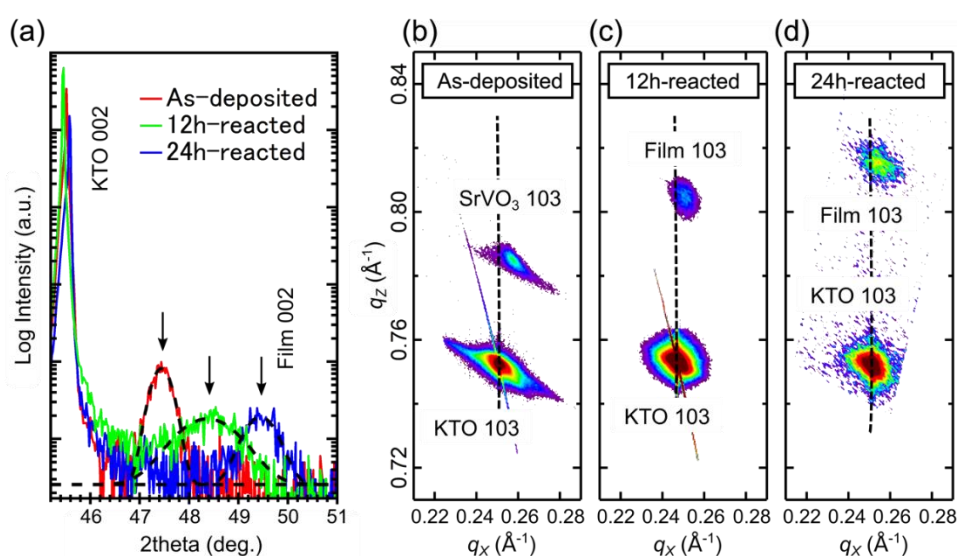 (a)
KTO 002
As-deposited
12h-reacted
24h-reacted
Film 002
Log Intensity (a.u.)
46 47 48 49 50 51
2theta (deg.)
(b)
As-deposited
SrVO₃ 103
KTO 103
0.84
0.80
0.76
0.72
qz (Å⁻¹)
0.22 0.24 0.26 0.28
qx (Å⁻¹)
(c)
12h-reacted
Film 103
KTO 103
0.22 0.24 0.26 0.28
qx (Å⁻¹)
(d)
24h-reacted
Film 103
KTO 103
0.22 0.24 0.26 0.28
qx (Å⁻¹)